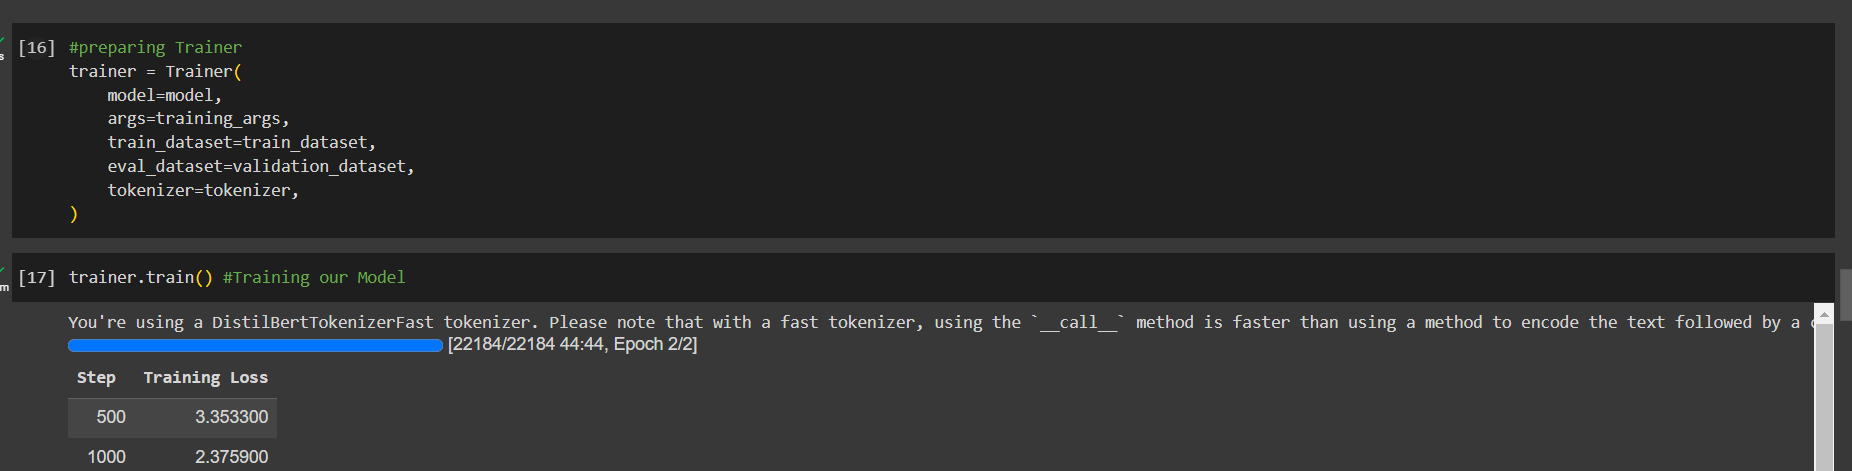 [16] #preparing Trainer
s
trainer = Trainer(
model=model,
args=training_args,
train_dataset=train_dataset,
eval_dataset=validation_dataset,
tokenizer=tokenizer,
)
[17] trainer.train() #Training our Model
m
You're using a DistilBertTokenizerFast tokenizer. Please note that with a fast tokenizer, using the `__call__` method is faster than using a method to encode the text followed by a
[22184/22184 44:44, Epoch 2/2]
Step Training Loss
500 3.353300
1000 2.375900